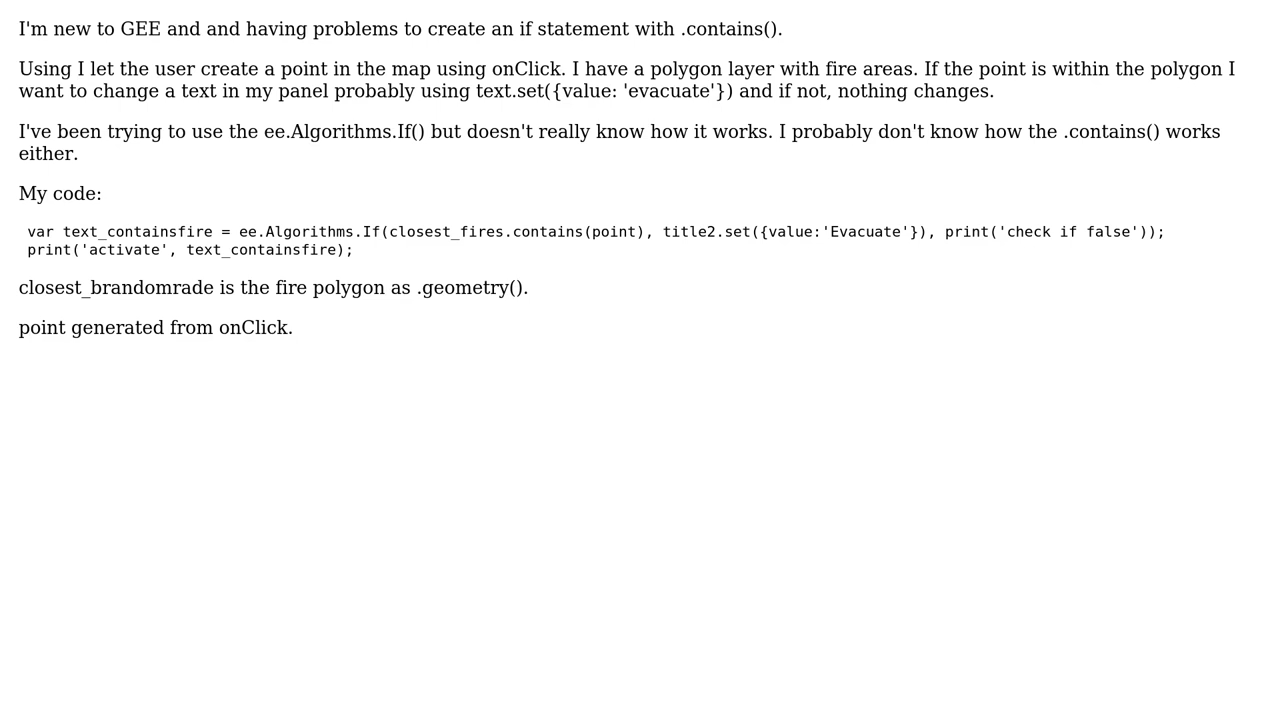 I'm new to GEE and and having problems to create an if statement with .contains().
Using I let the user create a point in the map using onClick. I have a polygon layer with fire areas. If the point is within the polygon I
want to change a text in my panel probably using text.set({value: 'evacuate'}) and if not, nothing changes.
I've been trying to use the ee.Algorithms.If() but doesn't really know how it works. I probably don't know how the .contains() works
either.
My code:
var text_containsfire = ee.Algorithms.If(closest_fires.contains(point), title2.set({value:'Evacuate'}), print('check if false'));
print('activate', text_containsfire);
closest_brandomrade is the fire polygon as .geometry().
point generated from onClick.